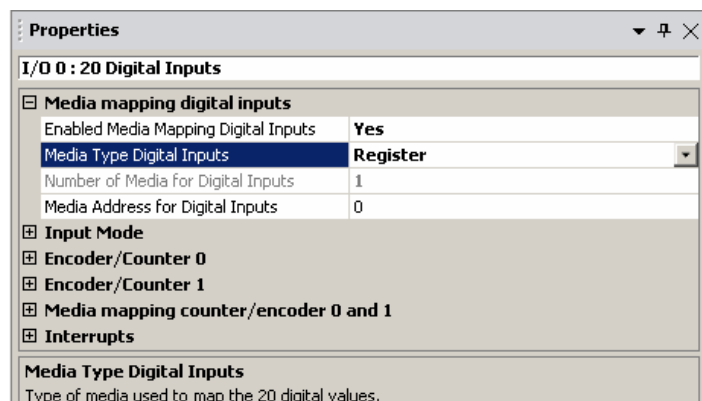 Properties
I/O 0 : 20 Digital Inputs
Media mapping digital inputs
Enabled Media Mapping Digital Inputs Yes
Media Type Digital Inputs Register
Number of Media for Digital Inputs 1
Media Address for Digital Inputs 0
Input Mode
Encoder/Counter 0
Encoder/Counter 1
Media mapping counter/encoder 0 and 1
Interrupts
Media Type Digital Inputs
Type of media used to map the 20 digital values.